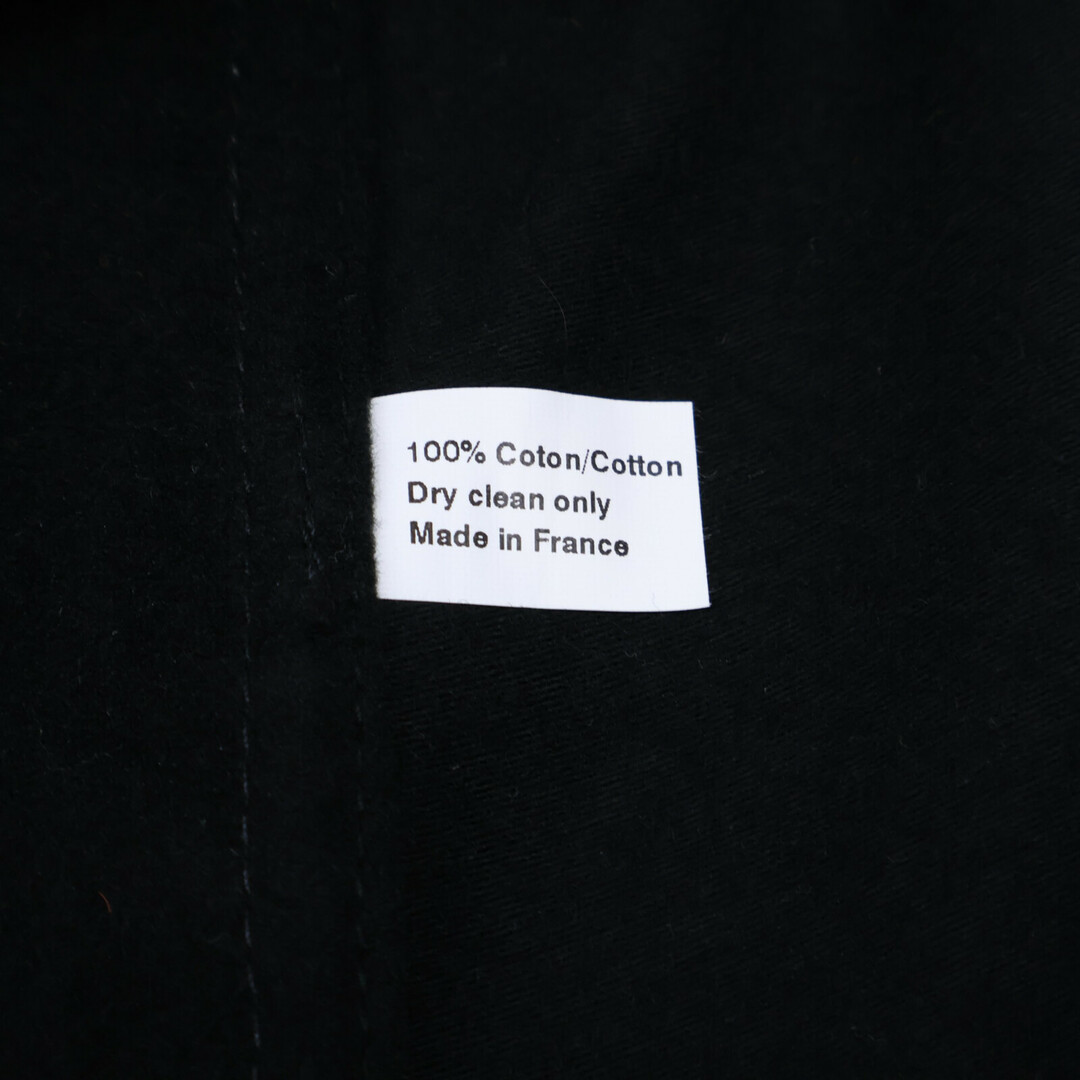 100% Coton/Cotton
Dry clean only
Made in France